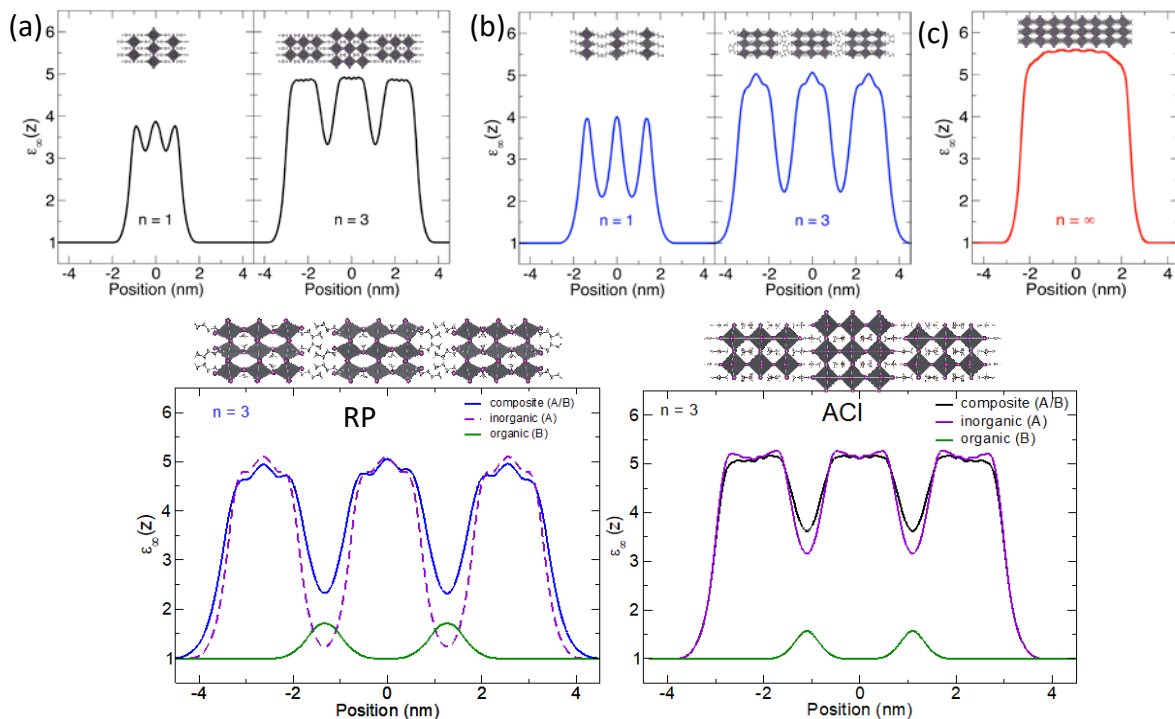 (a)
6
5
4
3
2
1
ε∞(z)
n = 1
n = 3
-4 -2 0 2 4
-4 -2 0 2 4
Position (nm)
Position (nm)
(b)
6
5
4
3
2
1
ε∞(z)
n = 1
n = 3
-4 -2 0 2 4
-4 -2 0 2 4
Position (nm)
Position (nm)
(c)
6
5
4
3
2
1
ε∞(z)
n = ∞
-4 -2 0 2 4
Position (nm)
n = 3
RP
composite (A/B)
inorganic (A)
organic (B)
6
5
4
3
2
1
ε∞(z)
-4 -2 0 2 4
Position (nm)
n = 3
ACI
composite (A/B)
inorganic (A)
organic (B)
6
5
4
3
2
1
ε∞(z)
-4 -2 0 2 4
Position (nm)